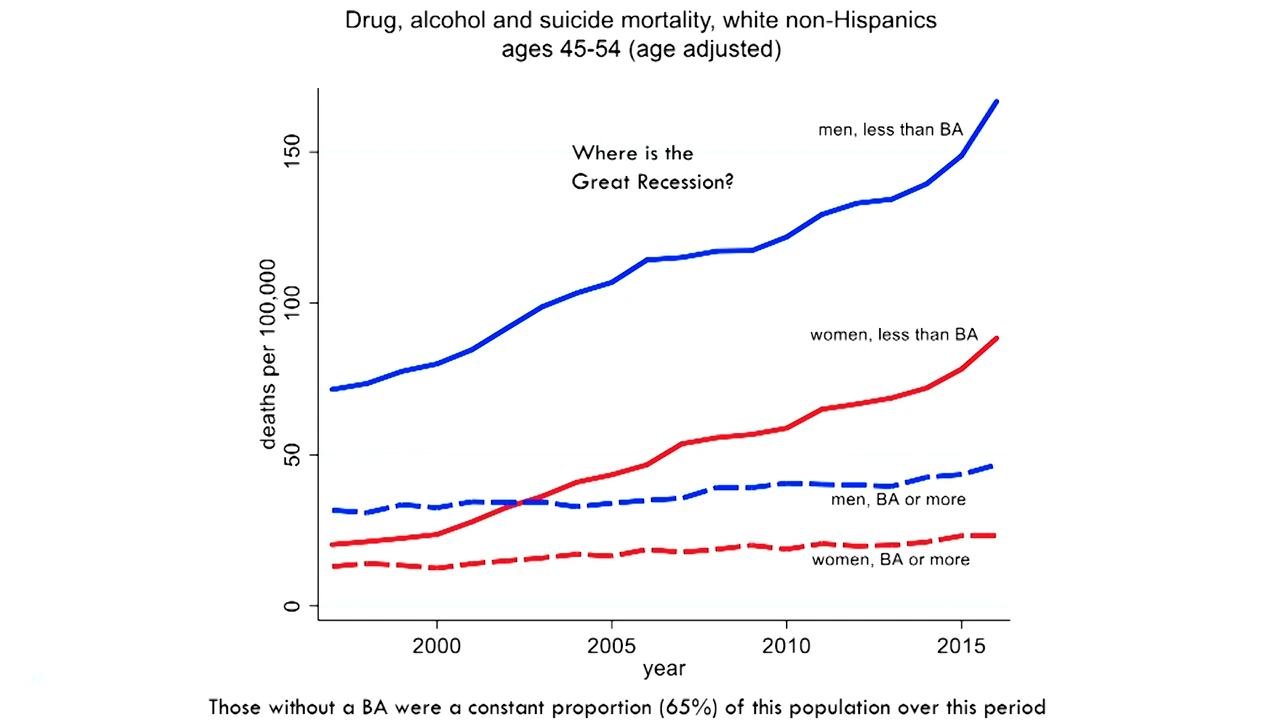 Drug, alcohol and suicide mortality, white non-Hispanics
ages 45-54 (age adjusted)
men, less than BA
Where is the
Great Recession?
150
100
50
0
deaths per 100,000
women, less than BA
men, BA or more
women, BA or more
2000
2005
2010
2015
year
Those without a BA were a constant proportion (65%) of this population over this period